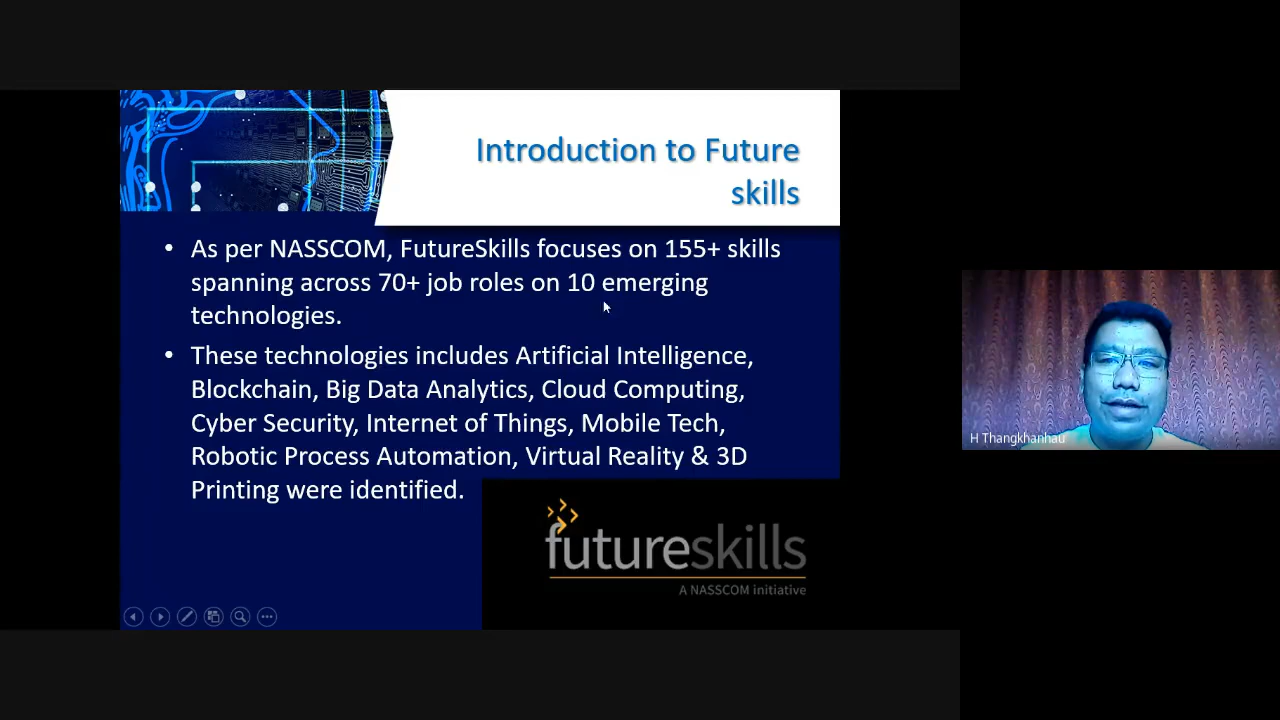 Introduction to Future
skills
• As per NASSCOM, FutureSkills focuses on 155+ skills
spanning across 70+ job roles on 10 emerging
technologies.
• These technologies includes Artificial Intelligence,
Blockchain, Big Data Analytics, Cloud Computing,
Cyber Security, Internet of Things, Mobile Tech,
Robotic Process Automation, Virtual Reality & 3D
Printing were identified.
futureskills
A NASSCOM initiative
H Thangkhanhau